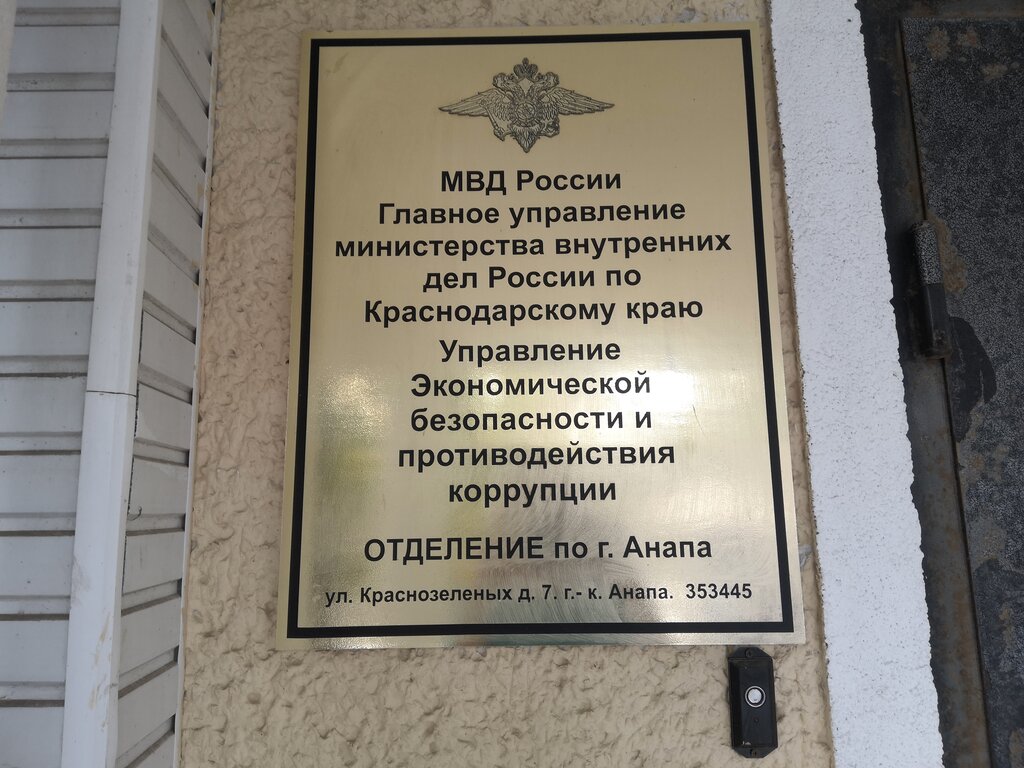 МВД России
Главное управление
министерства внутренних
дел России по
Краснодарскому краю
Управление
Экономической
безопасности и
противодействия
коррупции
ОТДЕЛЕНИЕ по г. Анапа
ул. Краснозеленых д. 7. г.- к. Анапа. 353445